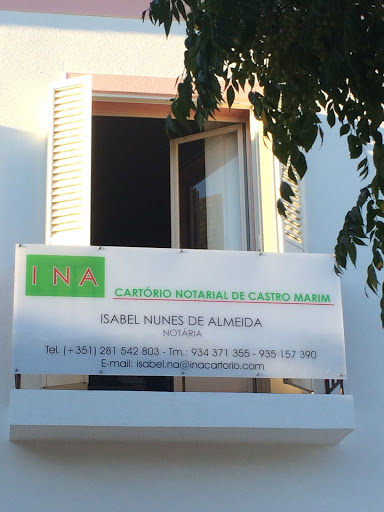 INA
CARTÓRIO NOTARIAL DE CASTRO MARIM
ISABEL NUNES DE ALMEIDA
NOTÁRIA
Tel. (+351) 281 542 803 - Tm.: 934 371 355 - 935 157 390
E-mail: isabel.na@inacartorio.com